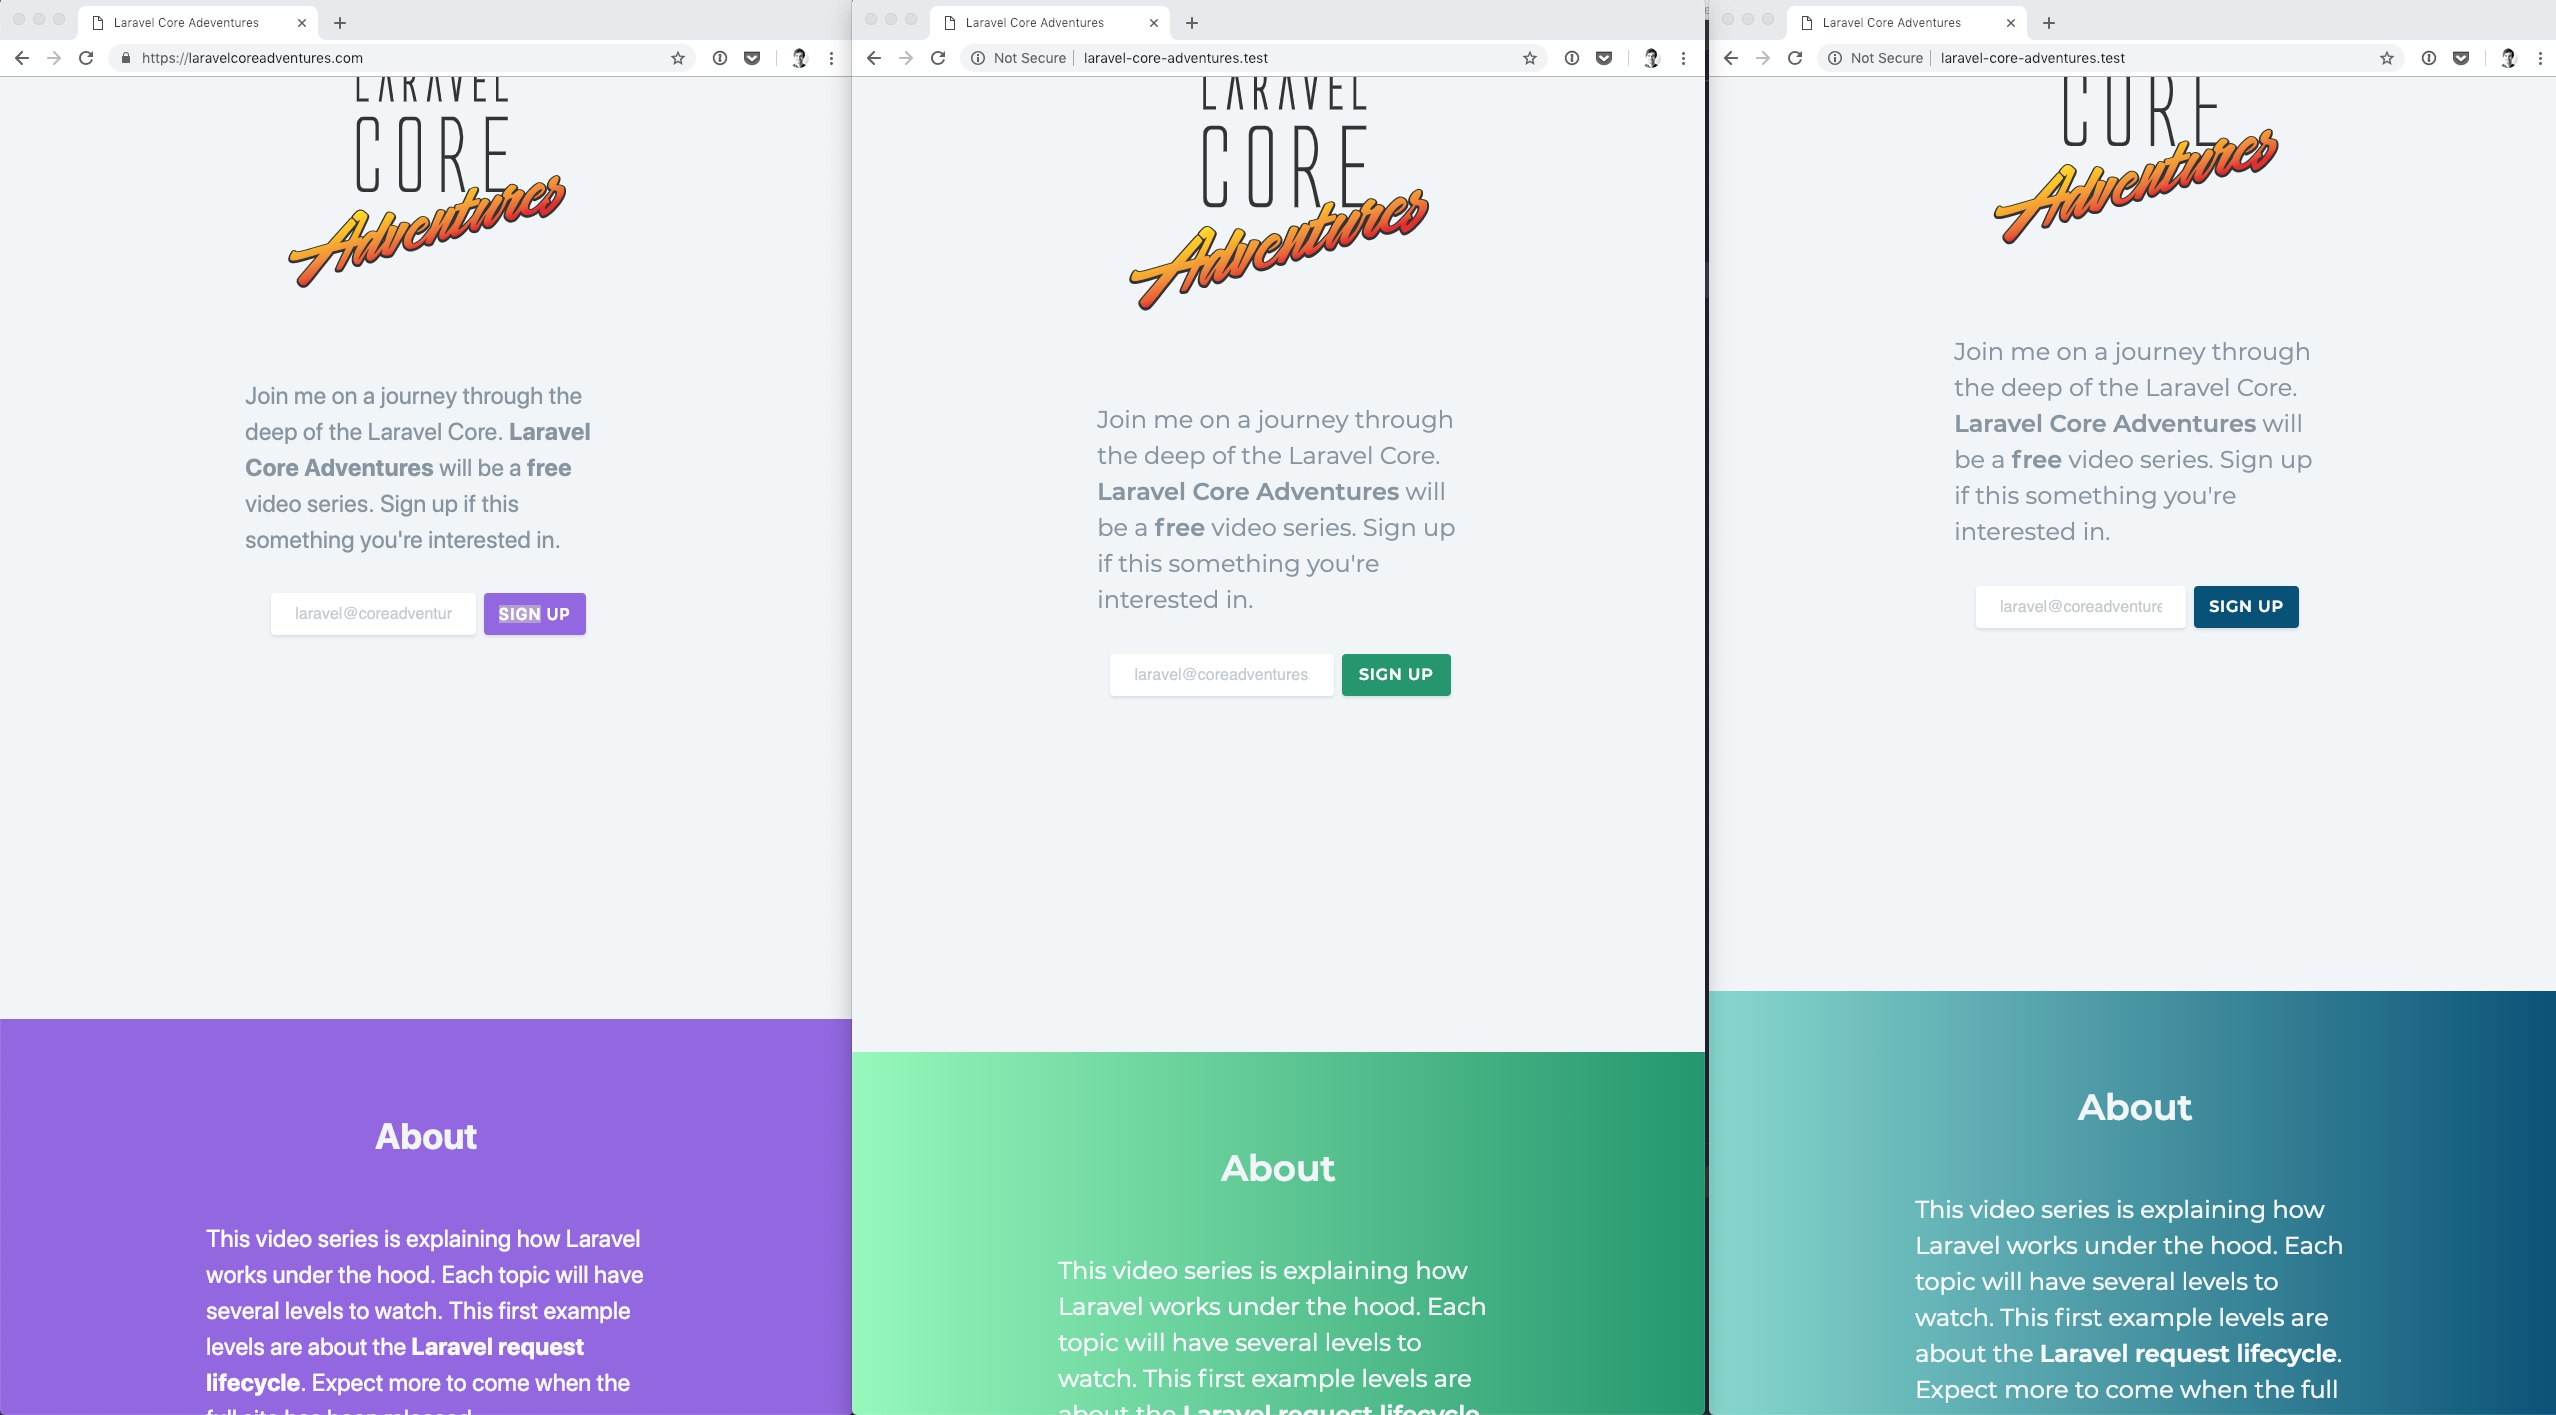 Laravel Core Adeventures
https://laravelcoreadventures.com
LARAVEL
CORE
Adventures
Join me on a journey through the
deep of the Laravel Core. Laravel
Core Adventures will be a free
video series. Sign up if this
something you're interested in.
laravel@coreadventur
SIGN UP
About
This video series is explaining how Laravel
works under the hood. Each topic will have
several levels to watch. This first example
levels are about the Laravel request
lifecycle. Expect more to come when the
full site has been released
Laravel Core Adventures
Not Secure laravel-core-adventures.test
LARAVEL
CORE
Adventures
Join me on a journey through
the deep of the Laravel Core.
Laravel Core Adventures will
be a free video series. Sign up
if this something you're
interested in.
laravel@coreadventures.
SIGN UP
About
This video series is explaining how
Laravel works under the hood. Each
topic will have several levels to
watch. This first example levels are
about the Laravel request lifecycle
Laravel Core Adventures
Not Secure laravel-core-adventures.test
CORE
Adventures
Join me on a journey through
the deep of the Laravel Core.
Laravel Core Adventures will
be a free video series. Sign up
if this something you're
interested in.
laravel@coreadventure
SIGN UP
About
This video series is explaining how
Laravel works under the hood. Each
topic will have several levels to
watch. This first example levels are
about the Laravel request lifecycle.
Expect more to come when the full